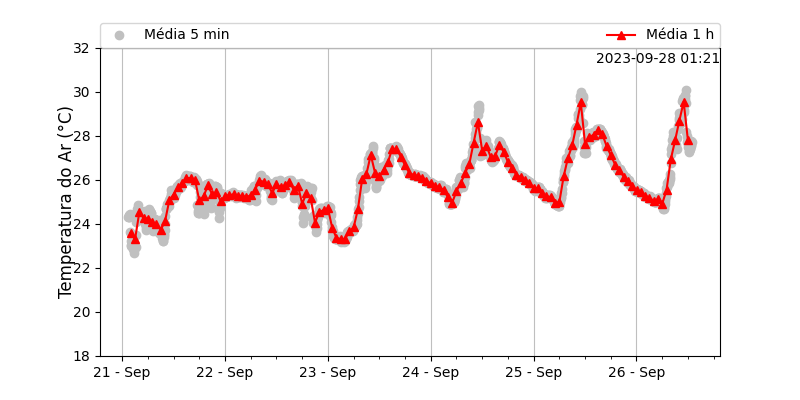 Média 5 min
Média 1 h
2023-09-28 01:21
Temperatura do Ar (°C)
32
30
28
26
24
22
20
18
21 - Sep
22 - Sep
23 - Sep
24 - Sep
25 - Sep
26 - Sep